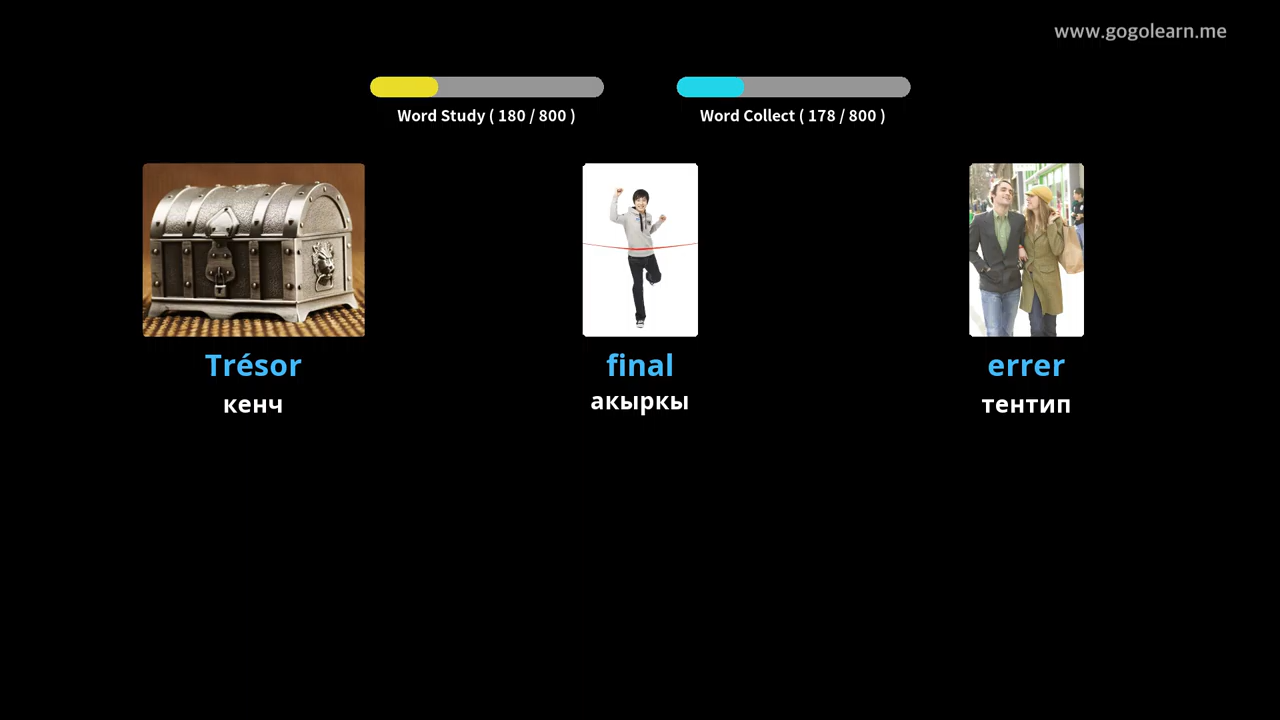 www.gogolearn.me
Word Study ( 180 / 800 )
Word Collect ( 178 / 800 )
Trésor
кенч
final
акыркы
errer
тентип